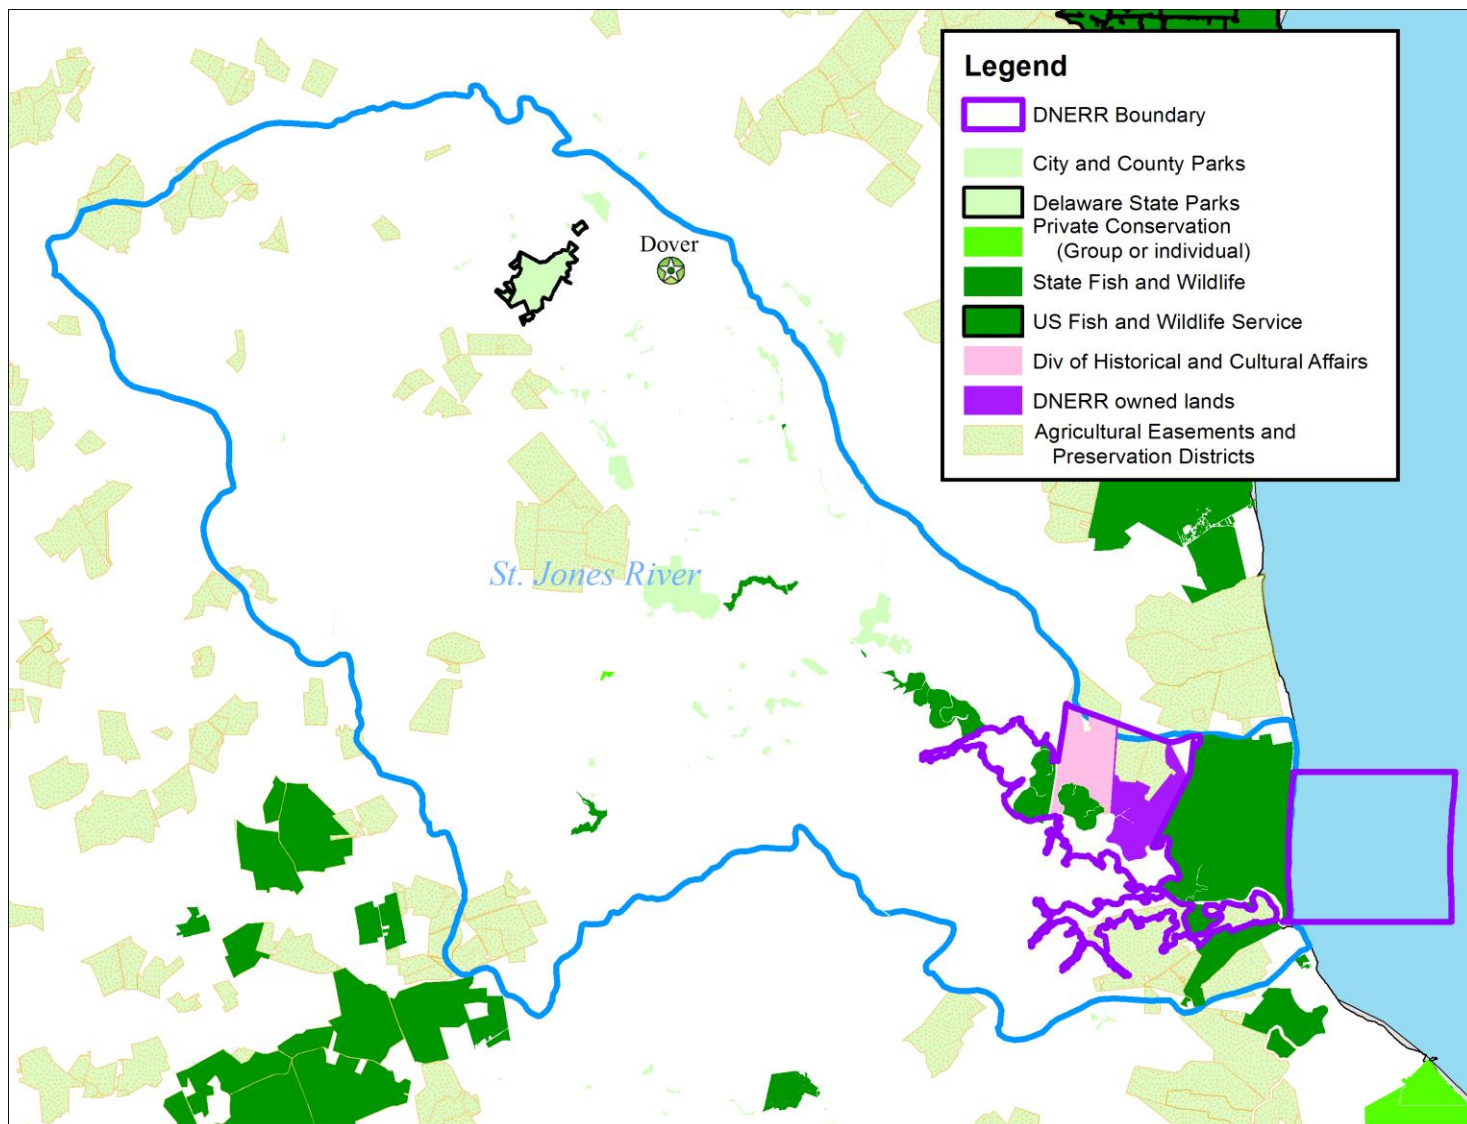 Legend
DNERR Boundary
City and County Parks
Delaware State Parks
Private Conservation
(Group or individual)
State Fish and Wildlife
US Fish and Wildlife Service
Div of Historical and Cultural Affairs
DNERR owned lands
Agricultural Easements and
Preservation Districts
Dover
St. Jones River